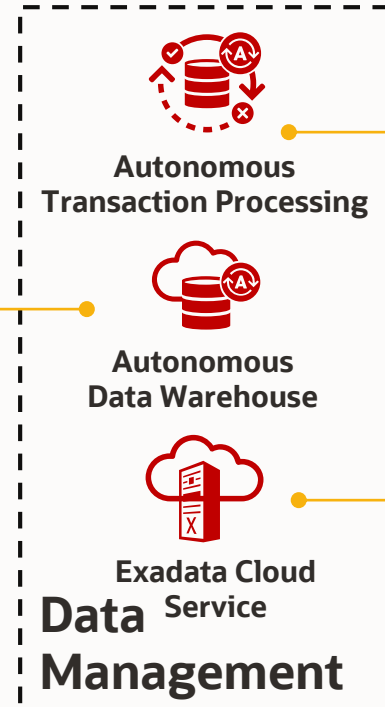 Autonomous
Transaction Processing
Autonomous
Data Warehouse
Exadata Cloud
Service
Data
Management
A
A
X